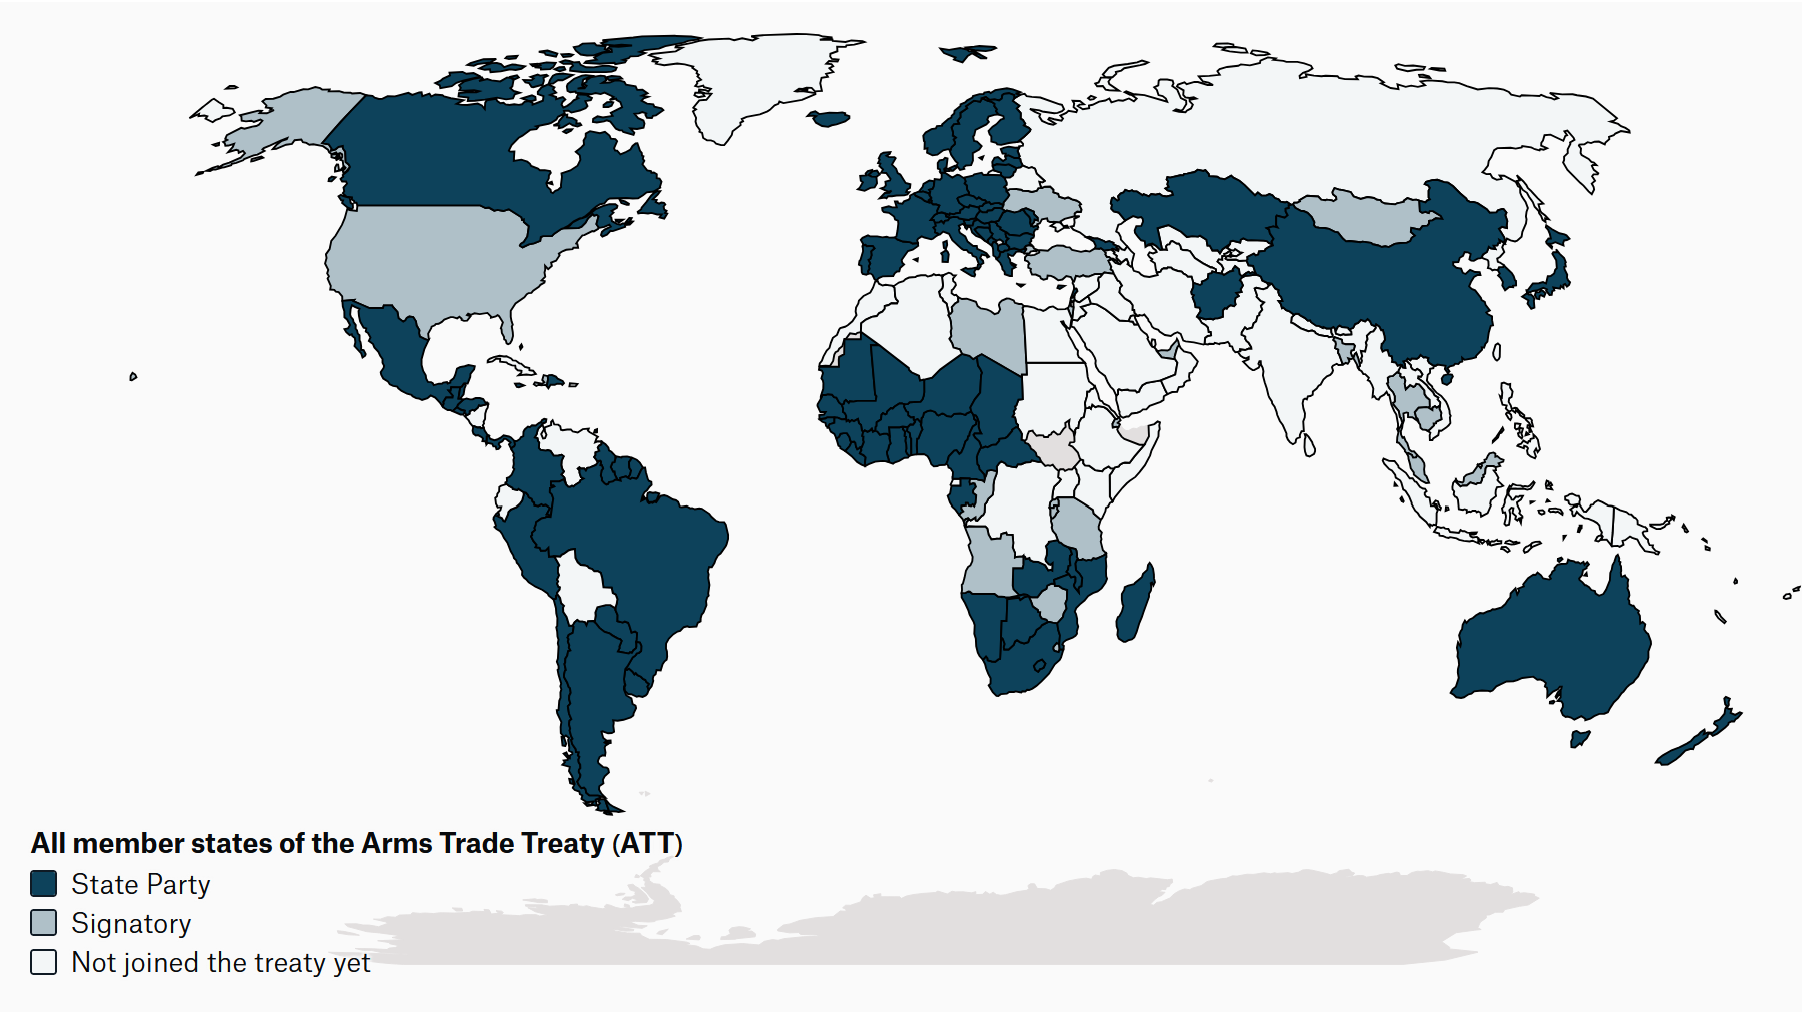 All member states of the Arms Trade Treaty (ATT)
State Party
Signatory
Not joined the treaty yet